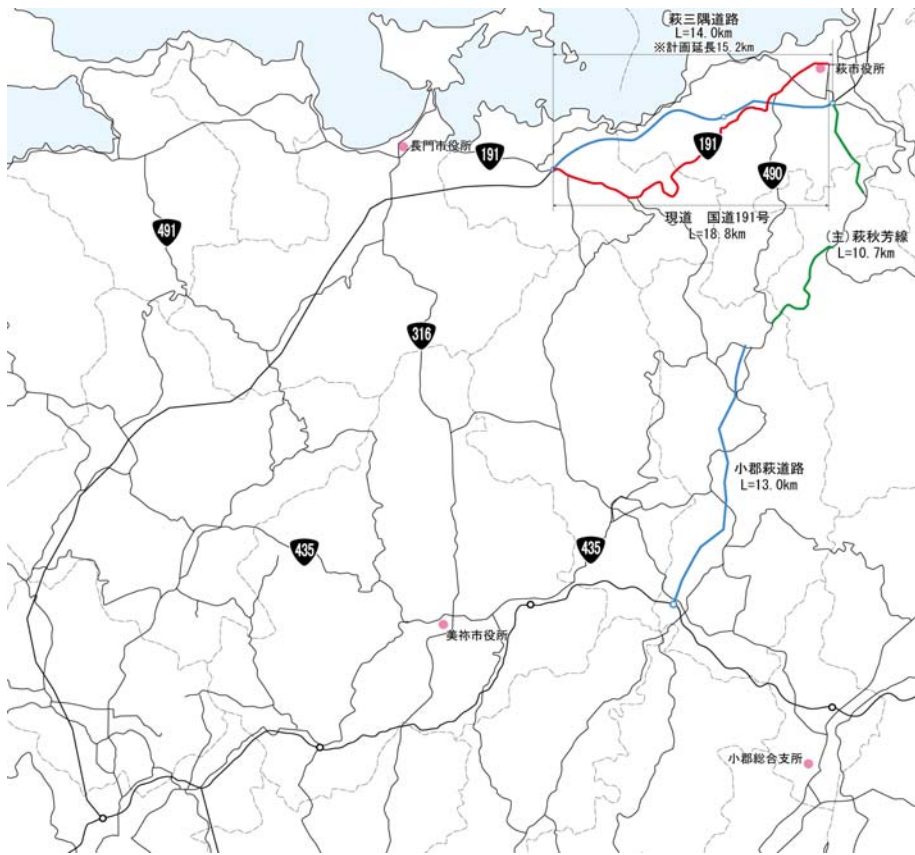 萩三隅道路
L=14.0km
※計画延長15.2km
萩市役所
長門市役所
191
191
490
491
現道 国道191号
L=18.8km
(主)萩秋芳線
L=10.7km
316
小郡萩道路
L=13.0km
435
435
美祢市役所
小郡総合支所